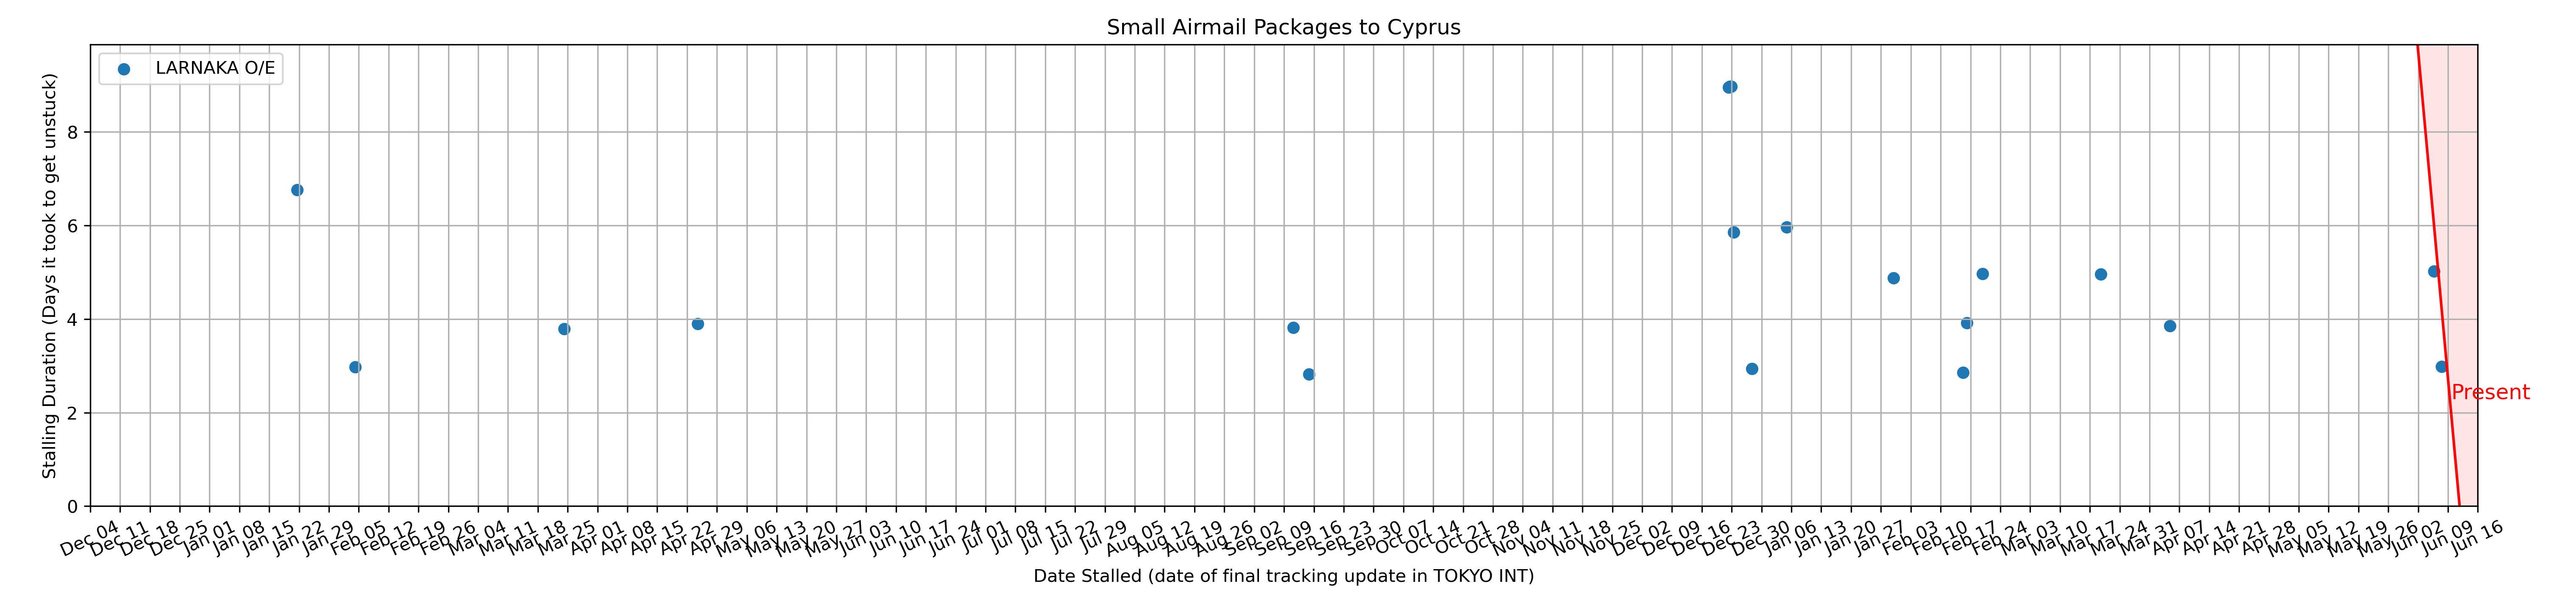 Small Airmail Packages to Cyprus
LARNAKA O/E
Stalling Duration (Days it took to get unstuck)
8
6
4
2
0
Present
Dec 04 Dec 11 Dec 18 Dec 25 Jan 01 Jan 08 Jan 15 Jan 22 Jan 29 Feb 05 Feb 12 Feb 19 Feb 26 Mar 04 Mar 11 Mar 18 Mar 25 Apr 01 Apr 08 Apr 15 Apr 22 Apr 29 May 06 May 13 May 20 May 27 Jun 03 Jun 10 Jun 17 Jun 24 Jul 01 Jul 08 Jul 15 Jul 22 Jul 29 Aug 05 Aug 12 Aug 19 Aug 26 Sep 02 Sep 09 Sep 16 Sep 23 Sep 30 Oct 07 Oct 14 Oct 21 Oct 28 Nov 04 Nov 11 Nov 18 Nov 25 Dec 02 Dec 09 Dec 16 Dec 23 Dec 30 Jan 06 Jan 13 Jan 20 Jan 27 Feb 03 Feb 10 Feb 17 Feb 24 Mar 03 Mar 10 Mar 17 Mar 24 Mar 31 Apr 07 Apr 14 Apr 21 Apr 28 May 05 May 12 May 19 May 26 Jun 02 Jun 09 Jun 16
Date Stalled (date of final tracking update in TOKYO INT)